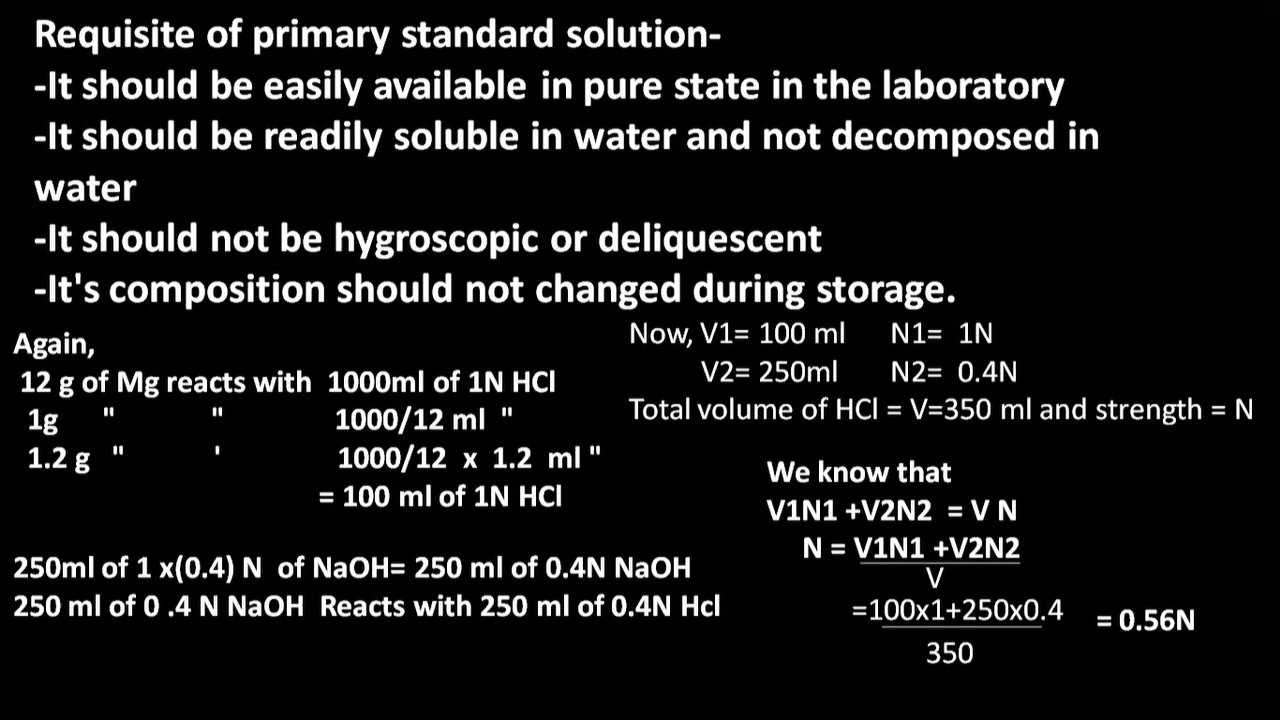 Requisite of primary standard solution-
-It should be easily available in pure state in the laboratory
-It should be readily soluble in water and not decomposed in
water
-It should not be hygroscopic or deliquescent
-It's composition should not changed during storage.
Again,
12 g of Mg reacts with 1000ml of 1N HCl
1g " " 1000/12 ml "
1.2 g " ' 1000/12 x 1.2 ml "
= 100 ml of 1N HCl
250ml of 1 x(0.4) N of NaOH= 250 ml of 0.4N NaOH
250 ml of 0 .4 N NaOH Reacts with 250 ml of 0.4N Hcl
Now, V1= 100 ml N1= 1N
V2= 250ml N2= 0.4N
Total volume of HCl = V=350 ml and strength = N
We know that
V1N1 +V2N2 = V N
N = V1N1 +V2N2
V
=100x1+250x0.4 = 0.56N
350